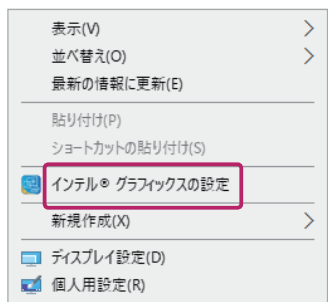 表示(V)
並べ替え(O)
最新の情報に更新(E)
貼り付け(P)
ショートカットの貼り付け(S)
インテル® グラフィックスの設定
新規作成(X)
ディスプレイ設定(D)
個人用設定(R)